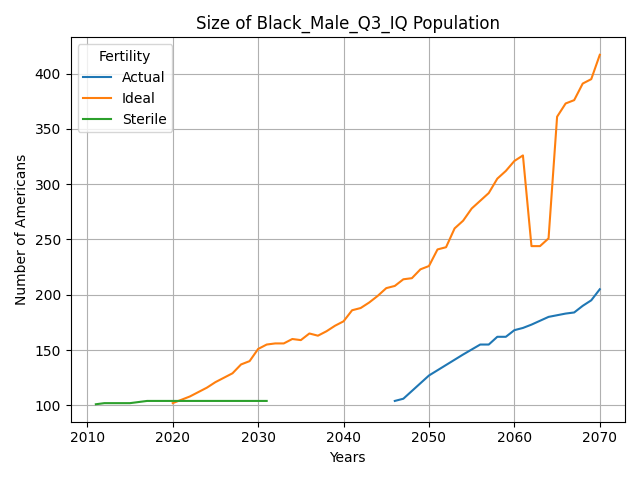 Size of Black_Male_Q3_IQ Population
Fertility
Actual
Ideal
Sterile
Number of Americans
400
350
300
250
200
150
100
2010 2020 2030 2040 2050 2060 2070
Years